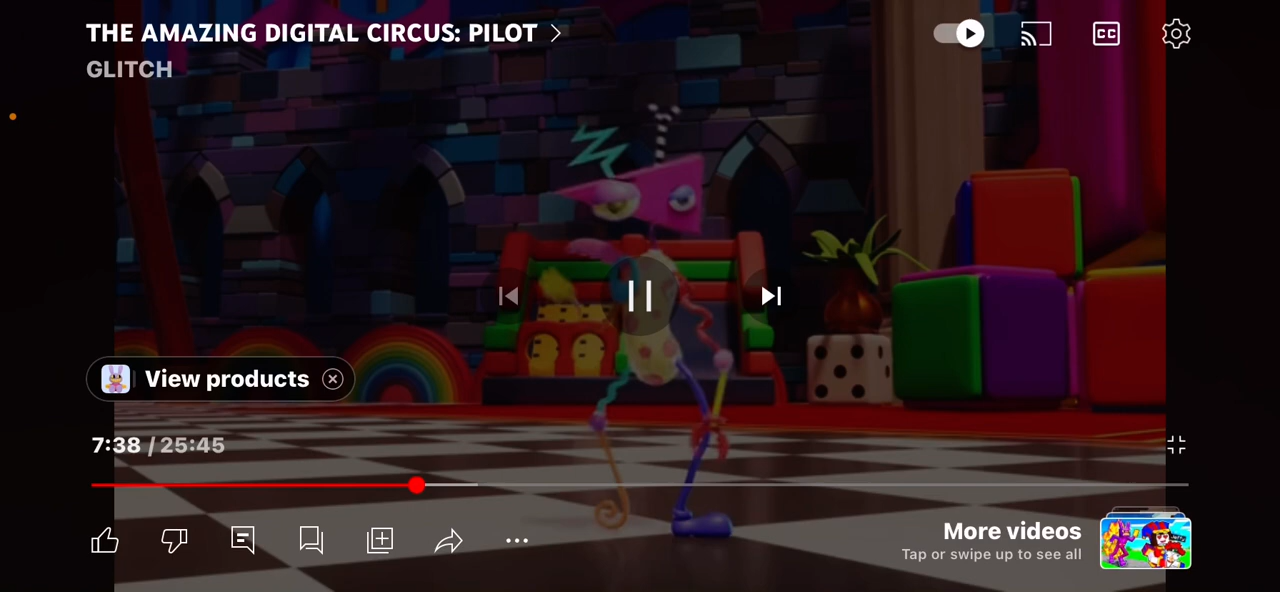 THE AMAZING DIGITAL CIRCUS: PILOT
GLITCH
CC
View products
7:38 / 25:45
More videos
Tap or swipe up to see all